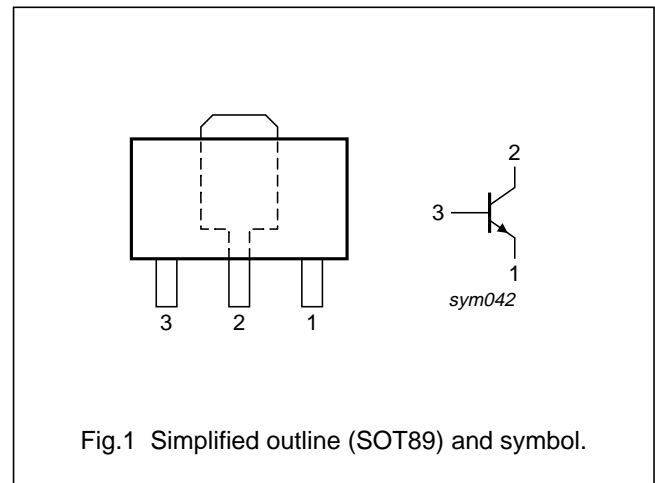 2
3
1
sym042
3 2 1
Fig.1 Simplified outline (SOT89) and symbol.